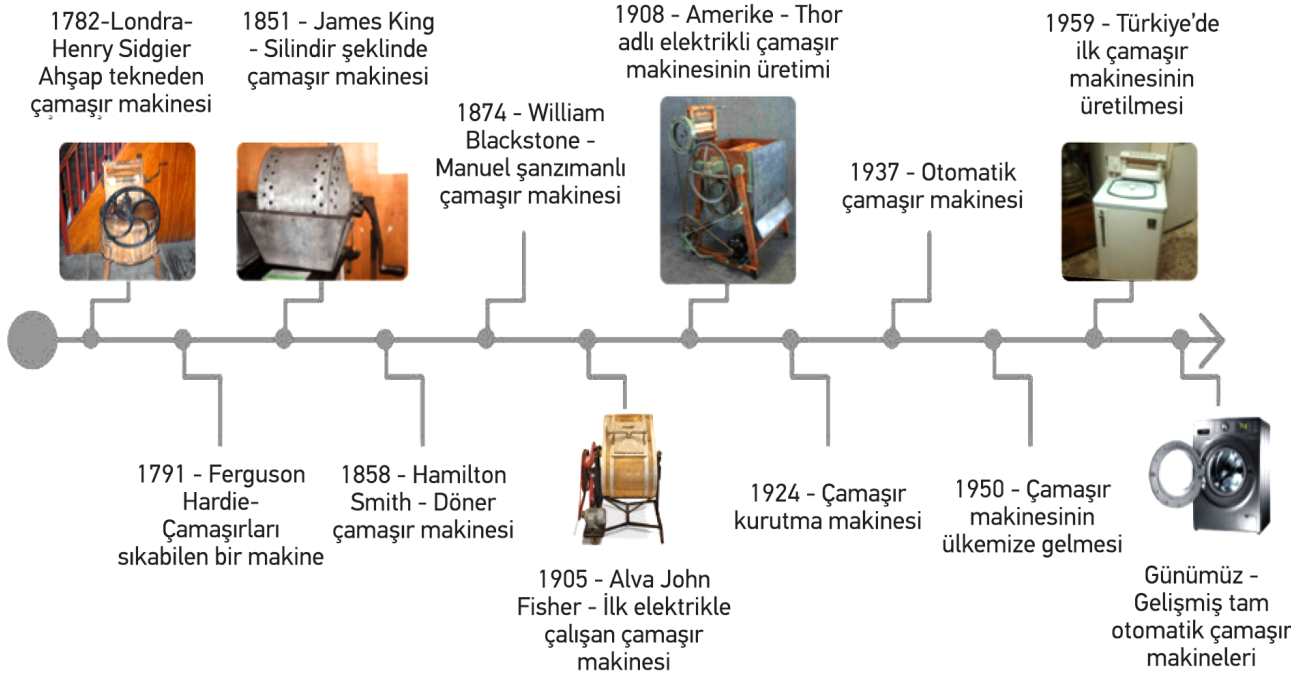 1782-Londra-
Henry Sidgier
Ahşap tekneden
çamaşır makinesi
1791 - Ferguson
Hardie-
Çamaşırları
sıkabilen bir makine
1851 - James King
- Silindir şeklinde
çamaşır makinesi
1858 - Hamilton
Smith - Döner
çamaşır makinesi
1874 - William
Blackstone -
Manuel şanzımanlı
çamaşır makinesi
1905 - Alva John
Fisher - İlk elektrikle
çalışan çamaşır
makinesi
1908 - Amerike - Thor
adlı elektrikli çamaşır
makinesinin üretimi
1924 - Çamaşır
kurutma makinesi
1937 - Otomatik
çamaşır makinesi
1950 - Çamaşır
makinesinin
ülkemize gelmesi
1959 - Türkiye’de
ilk çamaşır
makinesinin
üretilmesi
Günümüz -
Gelişmiş tam
otomatik çamaşır
makineleri